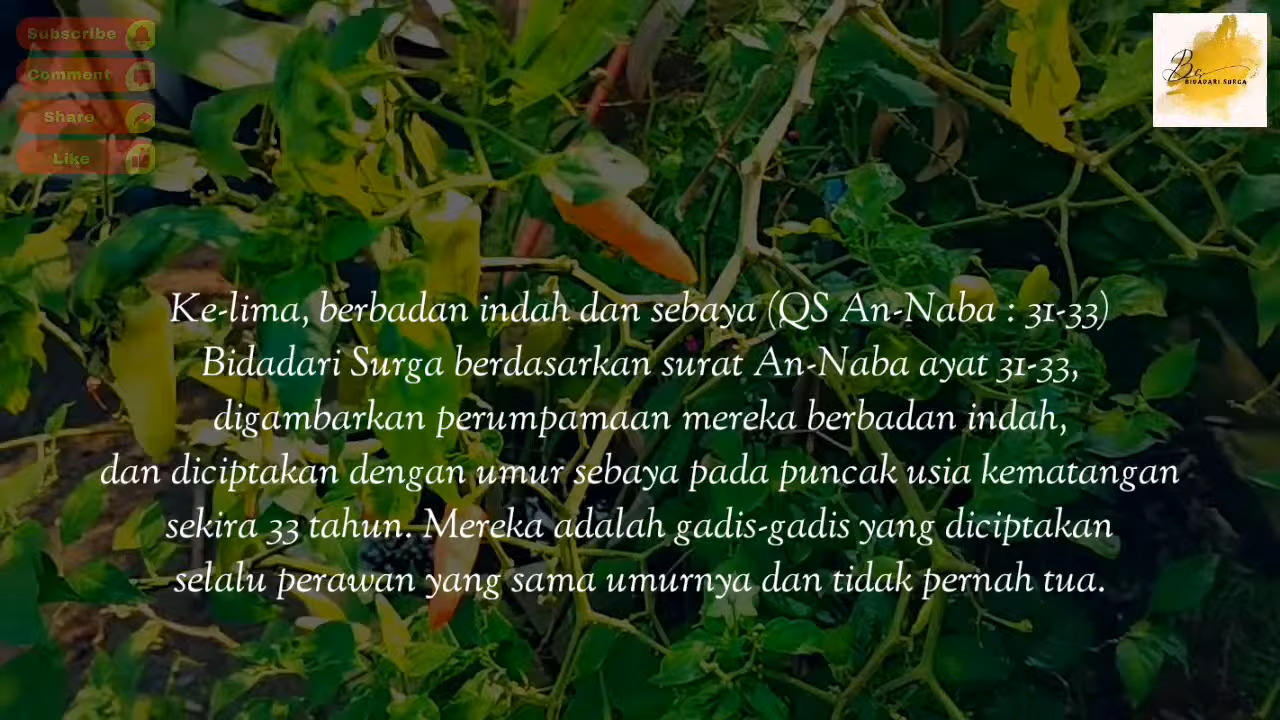 Subscribe
Comment
Share
Like
BIDADARI SURGA
Ke-lima, berbadan indah dan sebaya (QS An-Naba : 31-33)
Bidadari Surga berdasarkan surat An-Naba ayat 31-33,
digambarkan perumpamaan mereka berbadan indah,
dan diciptakan dengan umur sebaya pada puncak usia kematangan
sekira 33 tahun. Mereka adalah gadis-gadis yang diciptakan
selalu perawan yang sama umurnya dan tidak pernah tua.